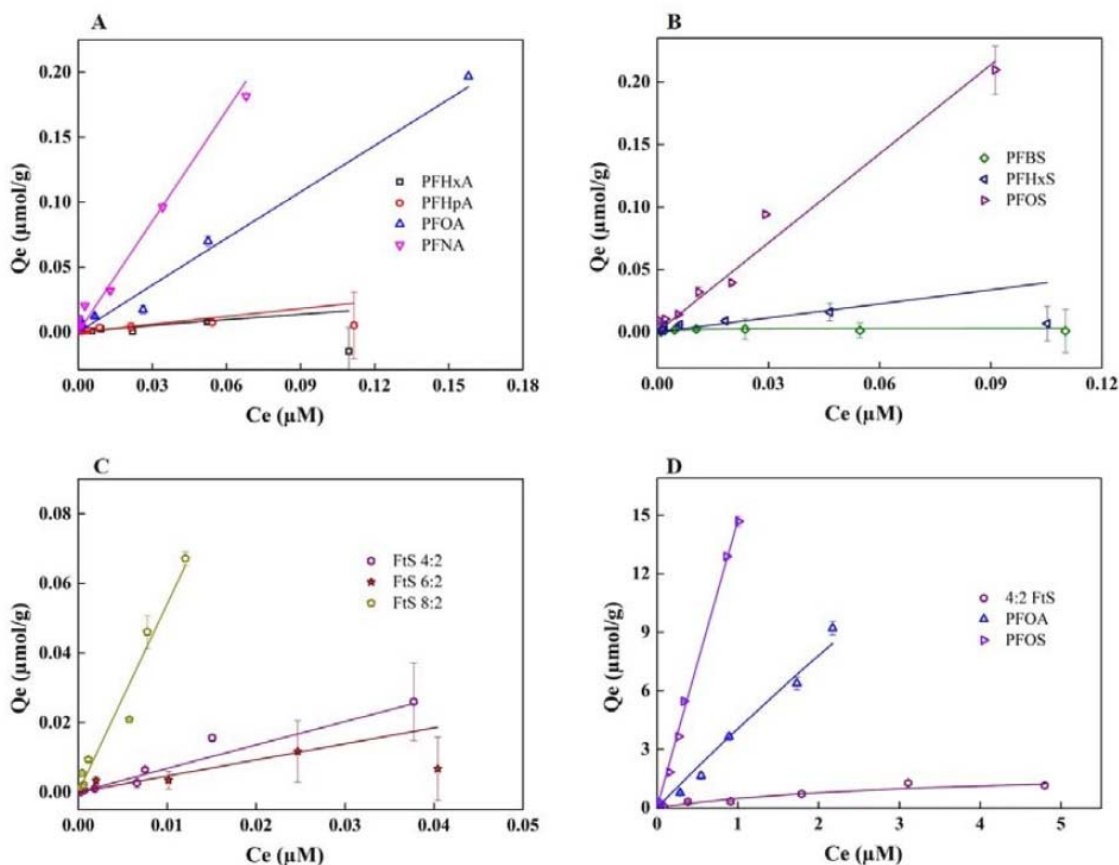 A
Qe (μmol/g)
0.20
0.15
0.10
0.05
0.00
PFHxA
PFHpA
PFOA
PFNA
0.00 0.03 0.06 0.09 0.12 0.15 0.18
Ce (μM)
B
Qe (μmol/g)
0.20
0.15
0.10
0.05
0.00
PFBS
PFHxS
PFOS
0.00 0.03 0.06 0.09 0.12
Ce (μM)
C
Qe (μmol/g)
0.08
0.06
0.04
0.02
0.00
FtS 4:2
FtS 6:2
FtS 8:2
0.00 0.01 0.02 0.03 0.04 0.05
Ce (μM)
D
Qe (μmol/g)
15
12
9
6
3
0
4:2 FtS
PFOA
PFOS
0 1 2 3 4 5
Ce (μM)